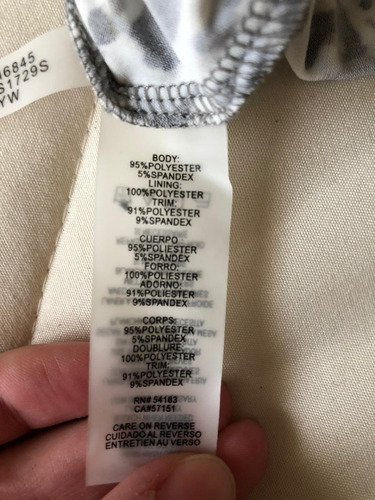 16845
S1729S
YW
BODY:
95%POLYESTER
5%SPANDEX
LINING:
100%POLYESTER
TRIM:
91%POLYESTER
9%SPANDEX
CUERPO:
95%POLIESTER
5%SPANDEX
FORRO:
100%POLIESTER
ADORNO:
91%POLIESTER
9%SPANDEX
CORPS:
95%POLYESTER
5%SPANDEX
DOUBLURE:
100%POLYESTER
TRIM:
91%POLYESTER
9%SPANDEX
RN# 54163
CA#57151
CARE ON REVERSE
CUIDADO AL REVERSO
ENTRETIEN AU VERSO